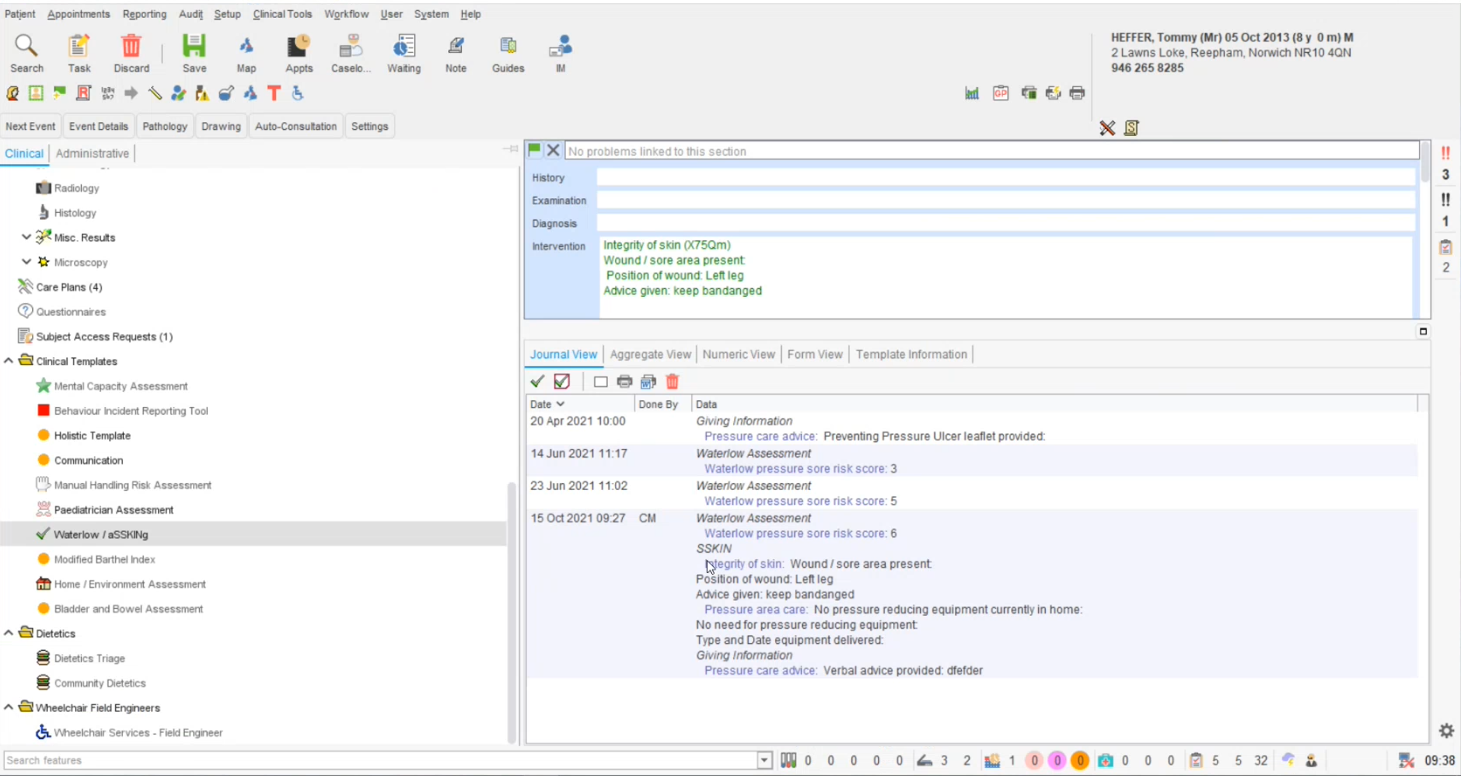 Patient Appointments Reporting Audit Setup Clinical Tools Workflow User System Help
Search Task Discard Save Map Appts Caselo... Waiting Note Guides IM
HEFFER, Tommy (Mr) 05 Oct 2013 (8 y 0 m) M
2 Lawns Loke, Reepham, Norwich NR10 4QN
946 265 8285
Next Event Event Details Pathology Drawing Auto-Consultation Settings
Clinical Administrative
Radiology
Histology
Misc. Results
Microscopy
Care Plans (4)
Questionnaires
Subject Access Requests (1)
Clinical Templates
Mental Capacity Assessment
Behaviour Incident Reporting Tool
Holistic Template
Communication
Manual Handling Risk Assessment
Paediatrician Assessment
Waterlow / aSSKINg
Modified Barthel Index
Home / Environment Assessment
Bladder and Bowel Assessment
Dietetics
Dietetics Triage
Community Dietetics
Wheelchair Field Engineers
Wheelchair Services - Field Engineer
No problems linked to this section
History
Examination
Diagnosis
Intervention
Integrity of skin (X75Qm)
Wound / sore area present:
Position of wound: Left leg
Advice given: keep bandanged
Journal View Aggregate View Numeric View Form View Template Information
Date Done By Data
20 Apr 2021 10:00 Giving Information
Pressure care advice: Preventing Pressure Ulcer leaflet provided:
14 Jun 2021 11:17 Waterlow Assessment
Waterlow pressure sore risk score: 3
23 Jun 2021 11:02 Waterlow Assessment
Waterlow pressure sore risk score: 5
15 Oct 2021 09:27 CM Waterlow Assessment
Waterlow pressure sore risk score: 6
SSKIN
Integrity of skin: Wound / sore area present:
Position of wound: Left leg
Advice given: keep bandanged
Pressure area care: No pressure reducing equipment currently in home:
No need for pressure reducing equipment:
Type and Date equipment delivered:
Giving Information
Pressure care advice: Verbal advice provided: dfefder
!!
3
!!
1
2
Search features 0 0 0 0 0 3 2 1 0 0 0 0 0 0 5 5 32 09:38